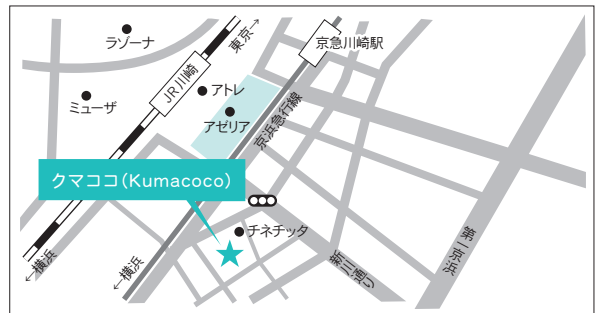 ラゾーナ
東京→
京急川崎駅
JR川崎
アトレ
ミューザ
アゼリア
京浜急行線
クマココ(Kumacoco)
チネチッタ
第一京浜
新川通り
←横浜
←横浜